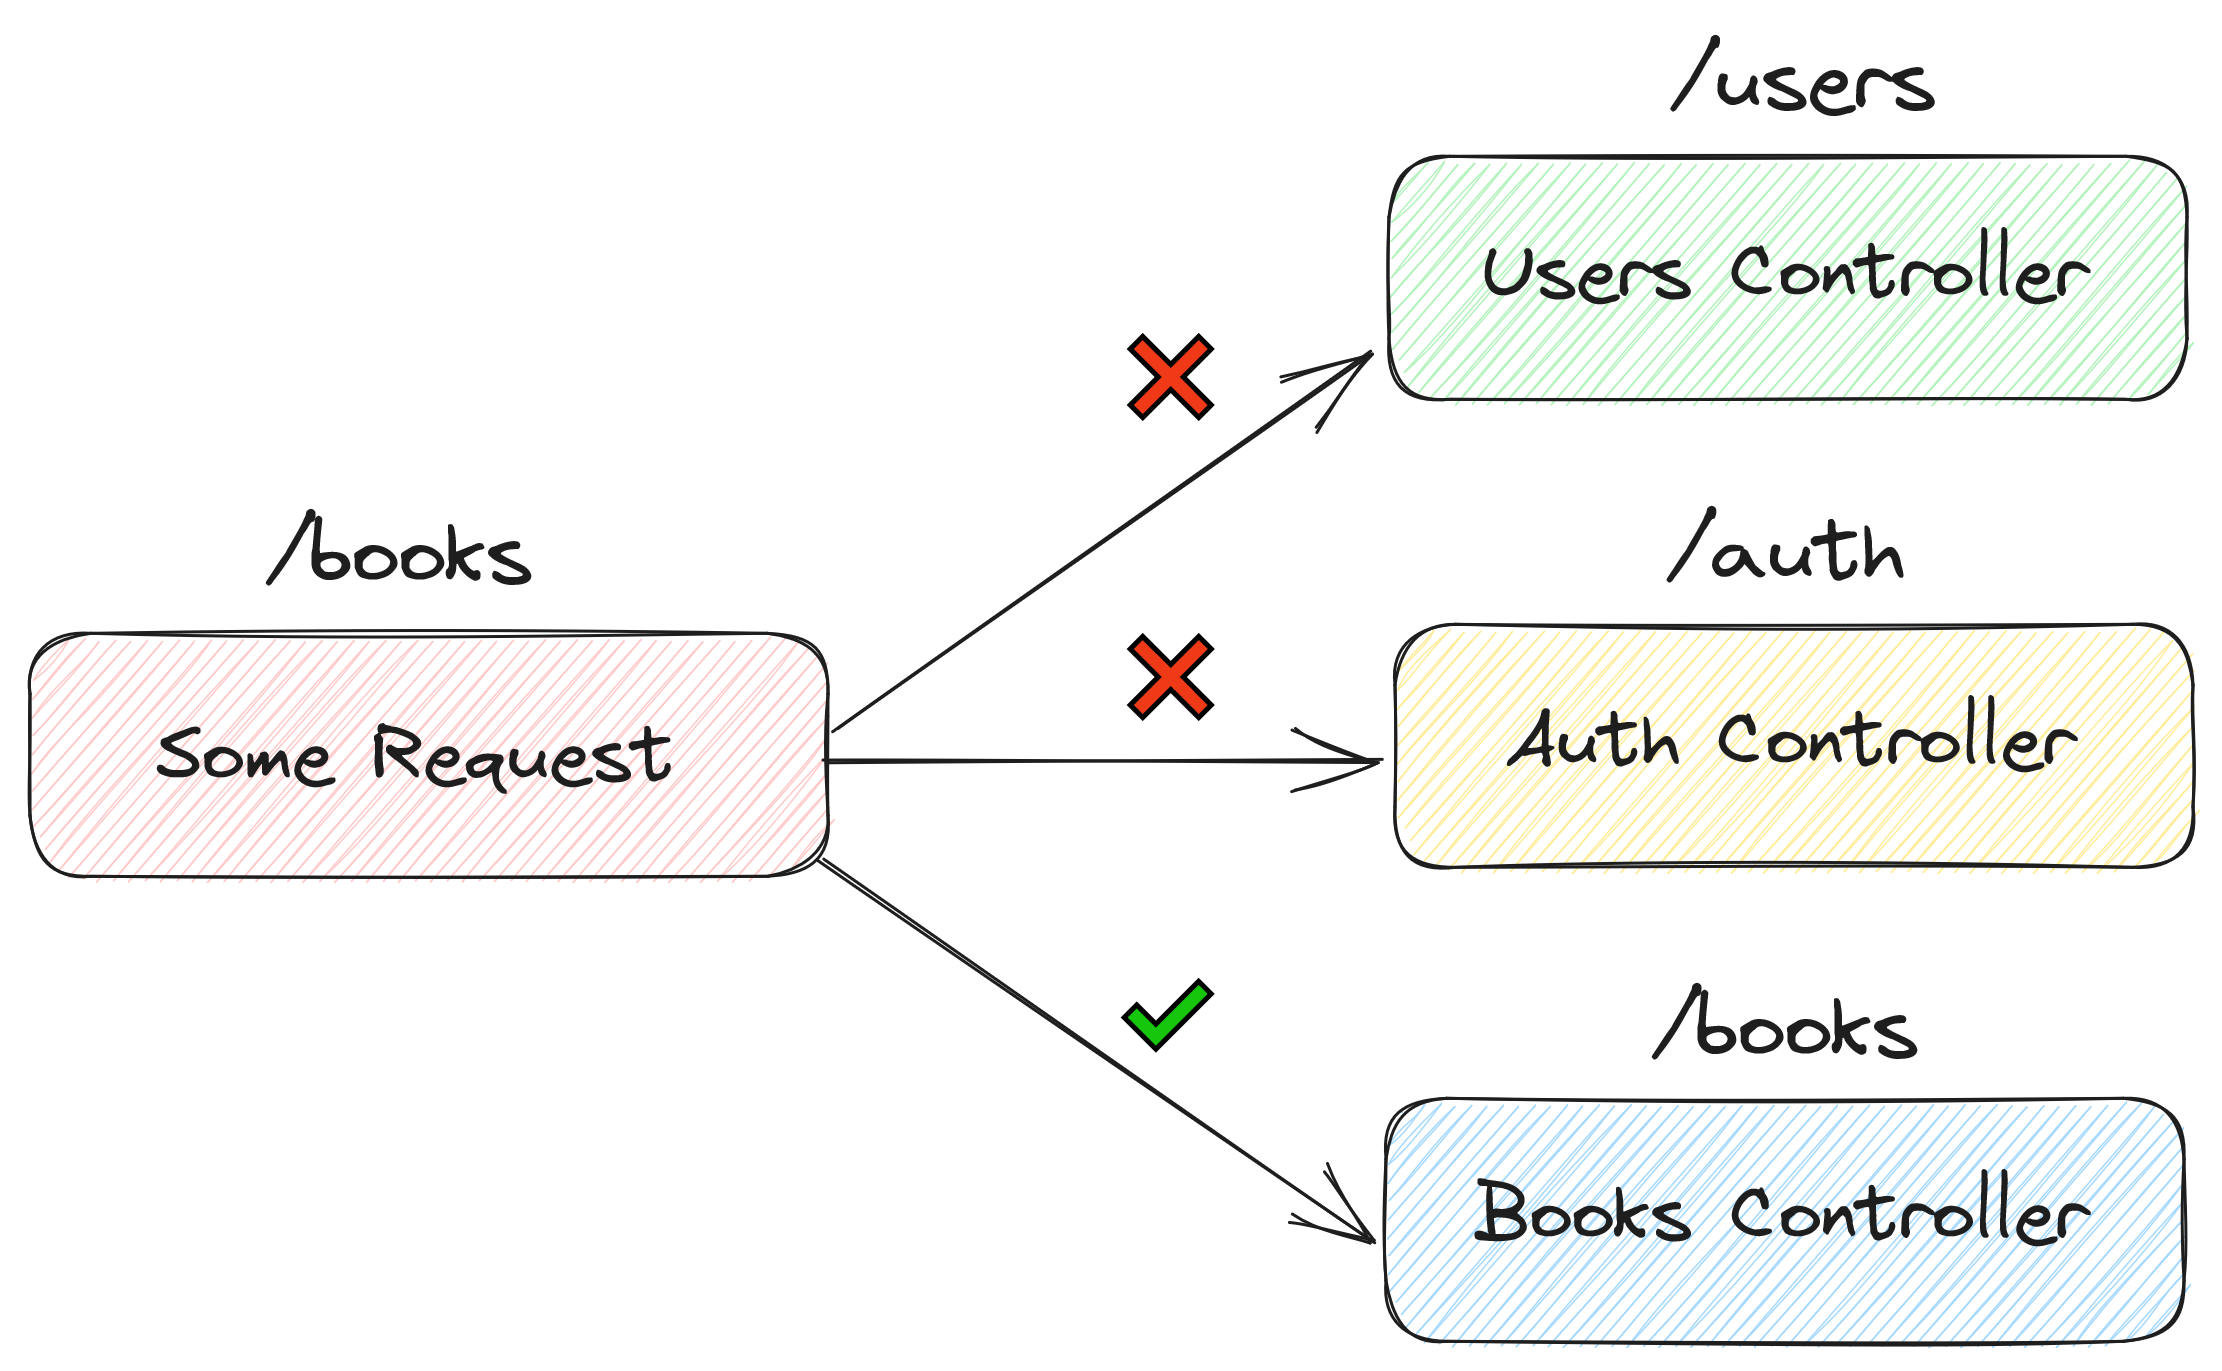 /users
Users Controller
/books
Some Request
/auth
Auth Controller
/books
Books Controller